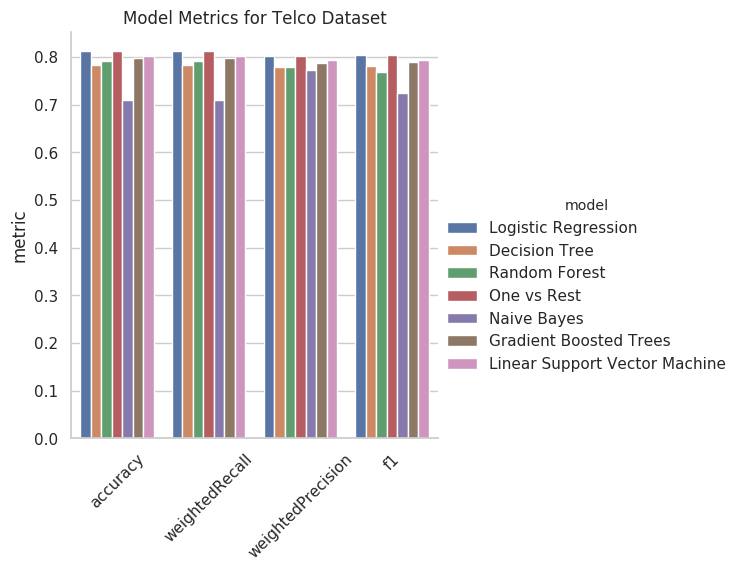 Model Metrics for Telco Dataset
metric
0.8
0.7
0.6
0.5
0.4
0.3
0.2
0.1
0.0
accuracy
weightedRecall
weightedPrecision
f1
model
Logistic Regression
Decision Tree
Random Forest
One vs Rest
Naive Bayes
Gradient Boosted Trees
Linear Support Vector Machine